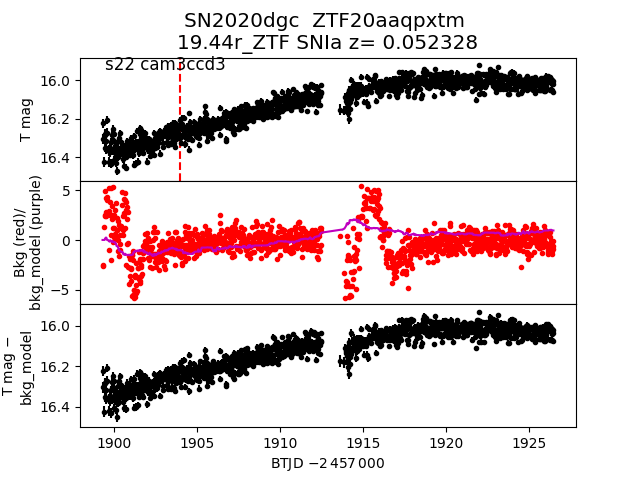 SN2020dgc  ZTF20aaqpxtm
19.44r_ZTF SNIa z= 0.052328
s22 cam3ccd3
16.0
16.2
16.4
T mag
5
0
−5
Bkg (red)/
bkg_model (purple)
16.0
16.2
16.4
T mag −
bkg_model
1900
1905
1910
1915
1920
1925
BTJD −2 457 000